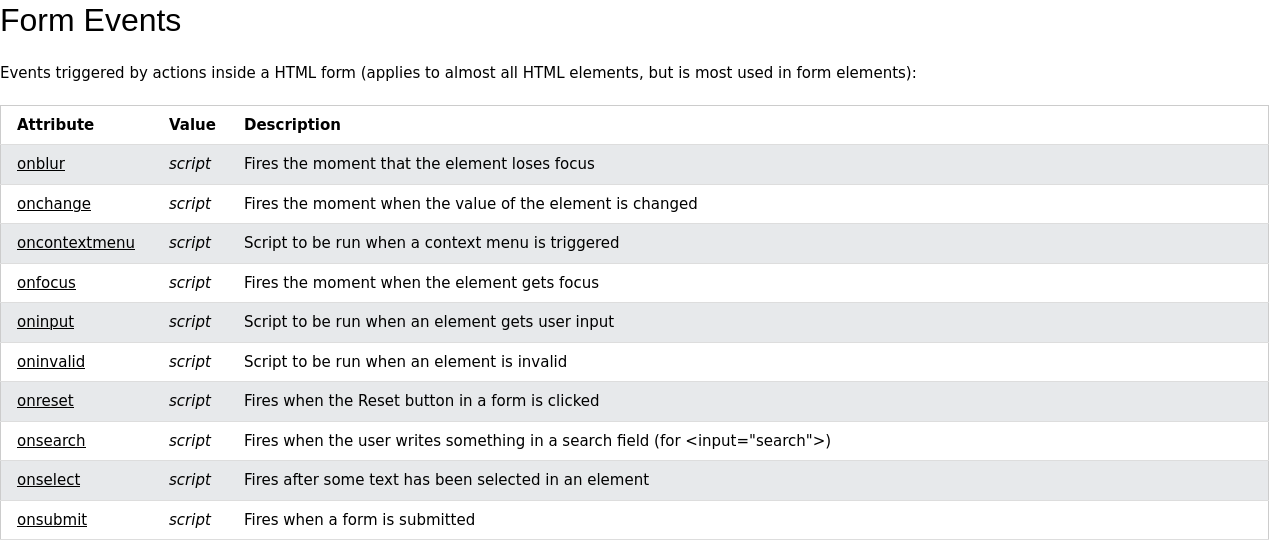 Form Events
Events triggered by actions inside a HTML form (applies to almost all HTML elements, but is most used in form elements):
Attribute Value Description
onblur script Fires the moment that the element loses focus
onchange script Fires the moment when the value of the element is changed
oncontextmenu script Script to be run when a context menu is triggered
onfocus script Fires the moment when the element gets focus
oninput script Script to be run when an element gets user input
oninvalid script Script to be run when an element is invalid
onreset script Fires when the Reset button in a form is clicked
onsearch script Fires when the user writes something in a search field (for <input="search">)
onselect script Fires after some text has been selected in an element
onsubmit script Fires when a form is submitted